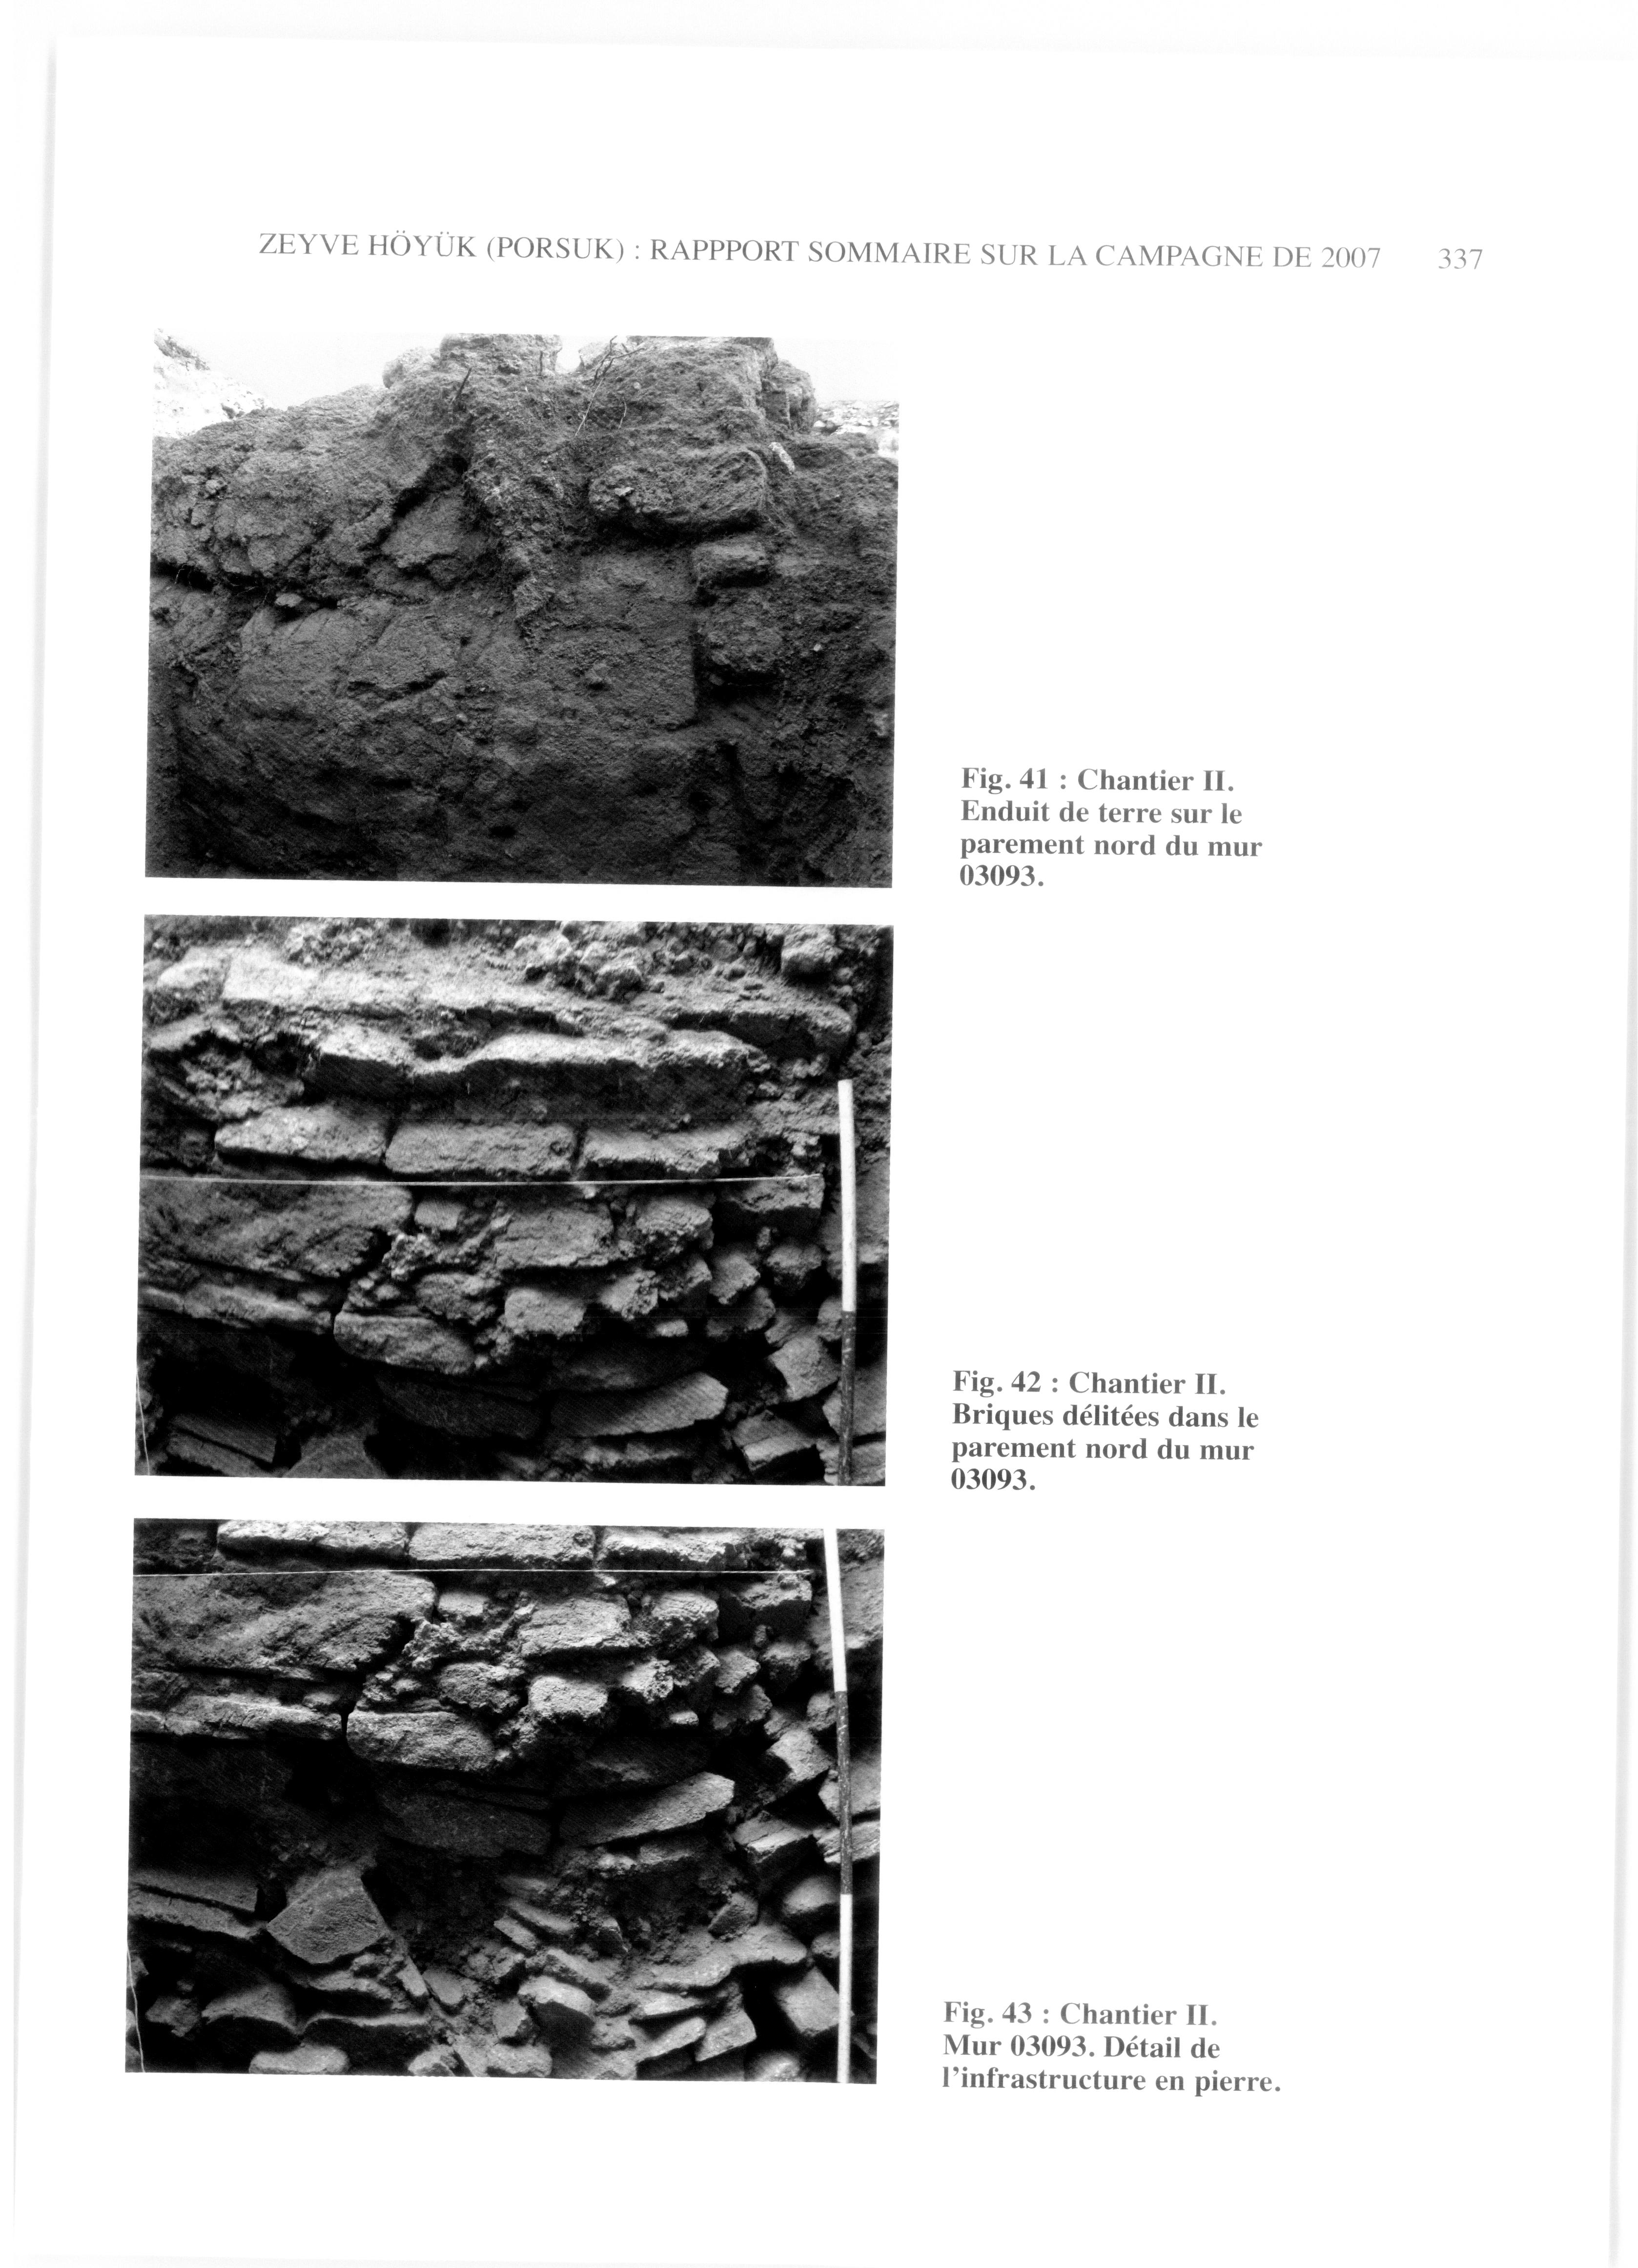 ZEYVE HÖYÜK (PORSUK) : RAPPPORT SOMMAIRE SUR LA CAMPAGNE DE 2007 337
Fig. 41 : Chantier II.
Enduit de terre sur le
parement nord du mur
03093.
Fig. 42 : Chantier II.
Briques délitées dans le
parement nord du mur
03093.
Fig. 43 : Chantier II.
Mur 03093. Détail de
l'infrastructure en pierre.